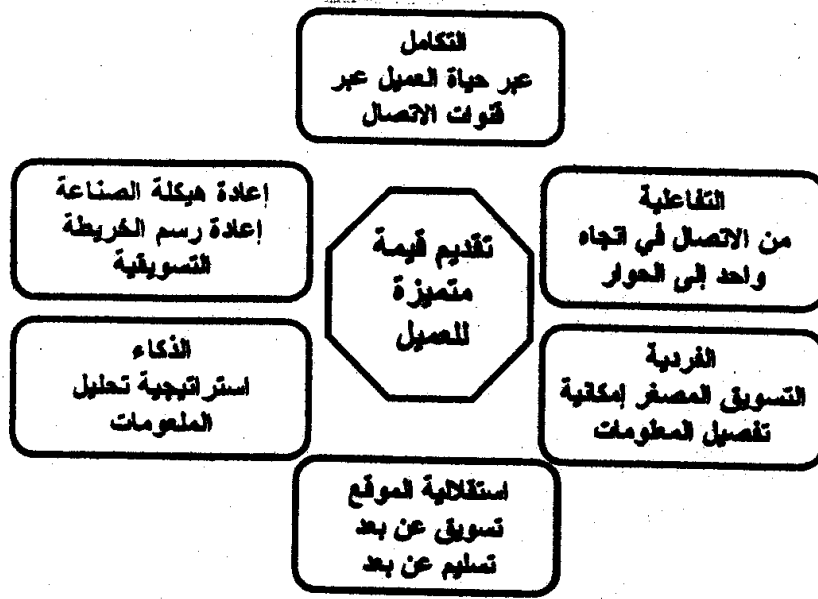 التكامل
عبر حياة العميل عبر
قنوات الاتصال
التفاعلية
من الاتصال في اتجاه
واحد إلى الحوار
إعادة هيكلة الصناعة
إعادة رسم الخريطة
التسويقية
تقديم قيمة
متميزة
للعميل
الفردية
التسويق المصغر إمكانية
تفصيل المعلومات
الذكاء
استراتيجية تحليل
الملعومات
استقلالية الموقع
تسويق عن بعد
تسليم عن بعد